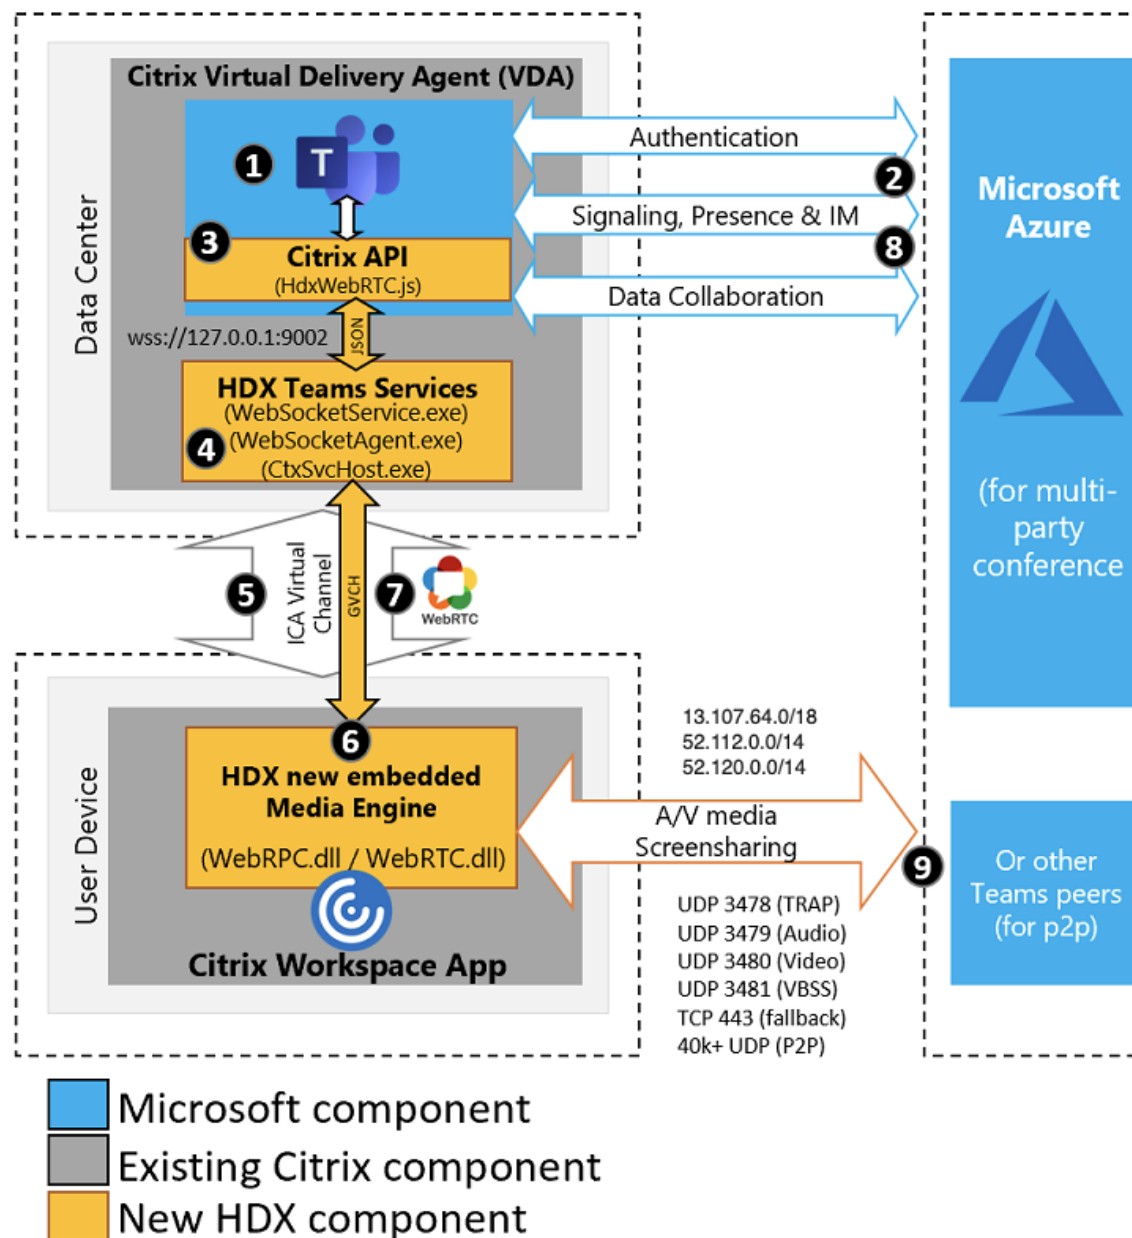 Citrix Virtual Delivery Agent (VDA)
Data Center
T
1
3
Citrix API
(HdxWebRTC.js)
wss://127.0.0.1:9002
JSON
HDX Teams Services
(WebSocketService.exe)
(WebSocketAgent.exe)
(CtxSvcHost.exe)
4
Authentication
2
Signaling, Presence & IM
8
Data Collaboration
Microsoft
Azure
(for multi-
party
conference
5
ICA Virtual
Channel
GVCH
7
WebRTC
User Device
6
HDX new embedded
Media Engine
(WebRPC.dll / WebRTC.dll)
Citrix Workspace App
13.107.64.0/18
52.112.0.0/14
52.120.0.0/14
A/V media
Screensharing
9
UDP 3478 (TRAP)
UDP 3479 (Audio)
UDP 3480 (Video)
UDP 3481 (VBSS)
TCP 443 (fallback)
40k+ UDP (P2P)
Or other
Teams peers
(for p2p)
Microsoft component
Existing Citrix component
New HDX component